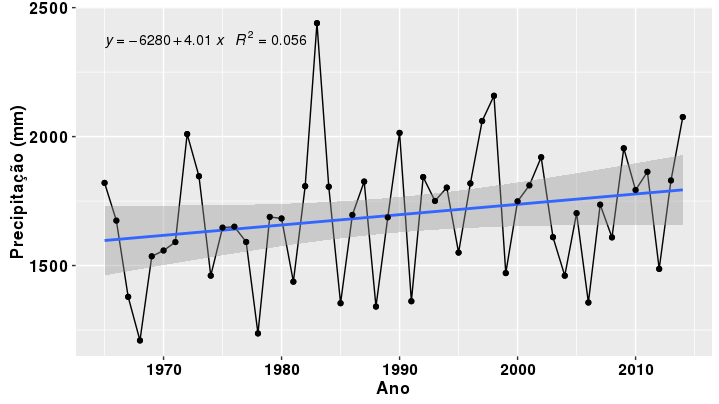 2500
y = −6280 + 4.01 x R² = 0.056
2000
1500
Precipitação (mm)
1970 1980 1990 2000 2010
Ano